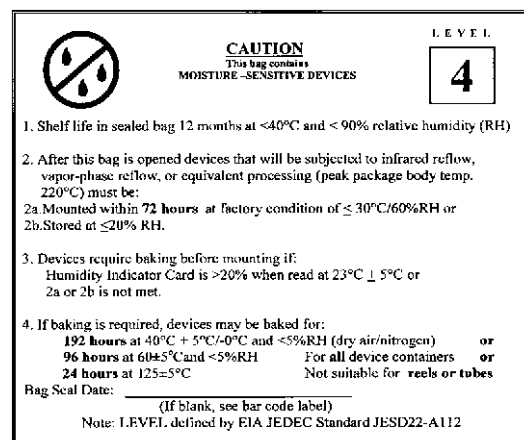 LEVEL
4
CAUTION
This bag contains
MOISTURE –SENSITIVE DEVICES
1. Shelf life in sealed bag 12 months at <40°C and < 90% relative humidity (RH)
2. After this bag is opened devices that will be subjected to infrared reflow,
vapor-phase reflow, or equivalent processing (peak package body temp.
220°C) must be:
2a.Mounted within 72 hours at factory condition of ≤ 30°C/60%RH or
2b.Stored at ≤20% RH.
3. Devices require baking before mounting if:
Humidity Indicator Card is >20% when read at 23°C ± 5°C or
2a or 2b is not met.
4. If baking is required, devices may be baked for:
192 hours at 40°C + 5°C/-0°C and <5%RH (dry air/nitrogen) or
96 hours at 60±5°C and <5%RH For all device containers or
24 hours at 125±5°C Not suitable for reels or tubes
Bag Seal Date: ____________________
(If blank, see bar code label)
Note: LEVEL defined by EIA JEDEC Standard JESD22-A112